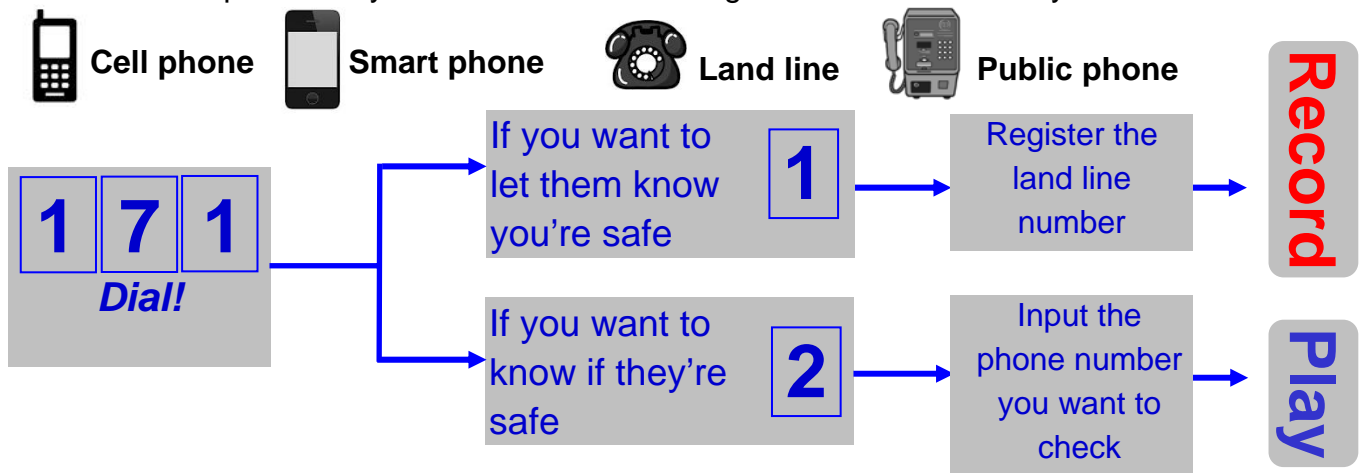 Cell phone Smart phone Land line Public phone
1 7 1
Dial!
If you want to
let them know
you're safe
1
Register the
land line
number
Record
If you want to
know if they're
safe
2
Input the
phone number
you want to
check
Play